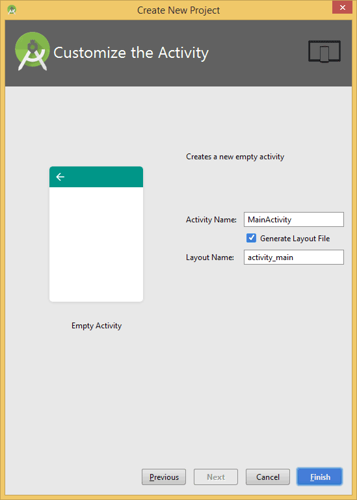 Create New Project
Customize the Activity
Creates a new empty activity
Activity Name: MainActivity
Generate Layout File
Layout Name: activity_main
Empty Activity
Previous Next Cancel Finish